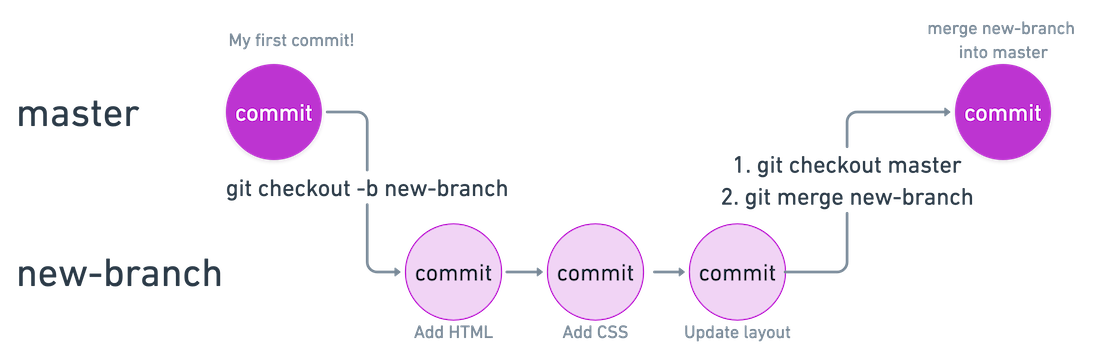 My first commit!
merge new-branch
into master
master
commit
commit
1. git checkout master
git checkout -b new-branch
2. git merge new-branch
new-branch
commit
commit
commit
Add HTML
Add CSS
Update layout